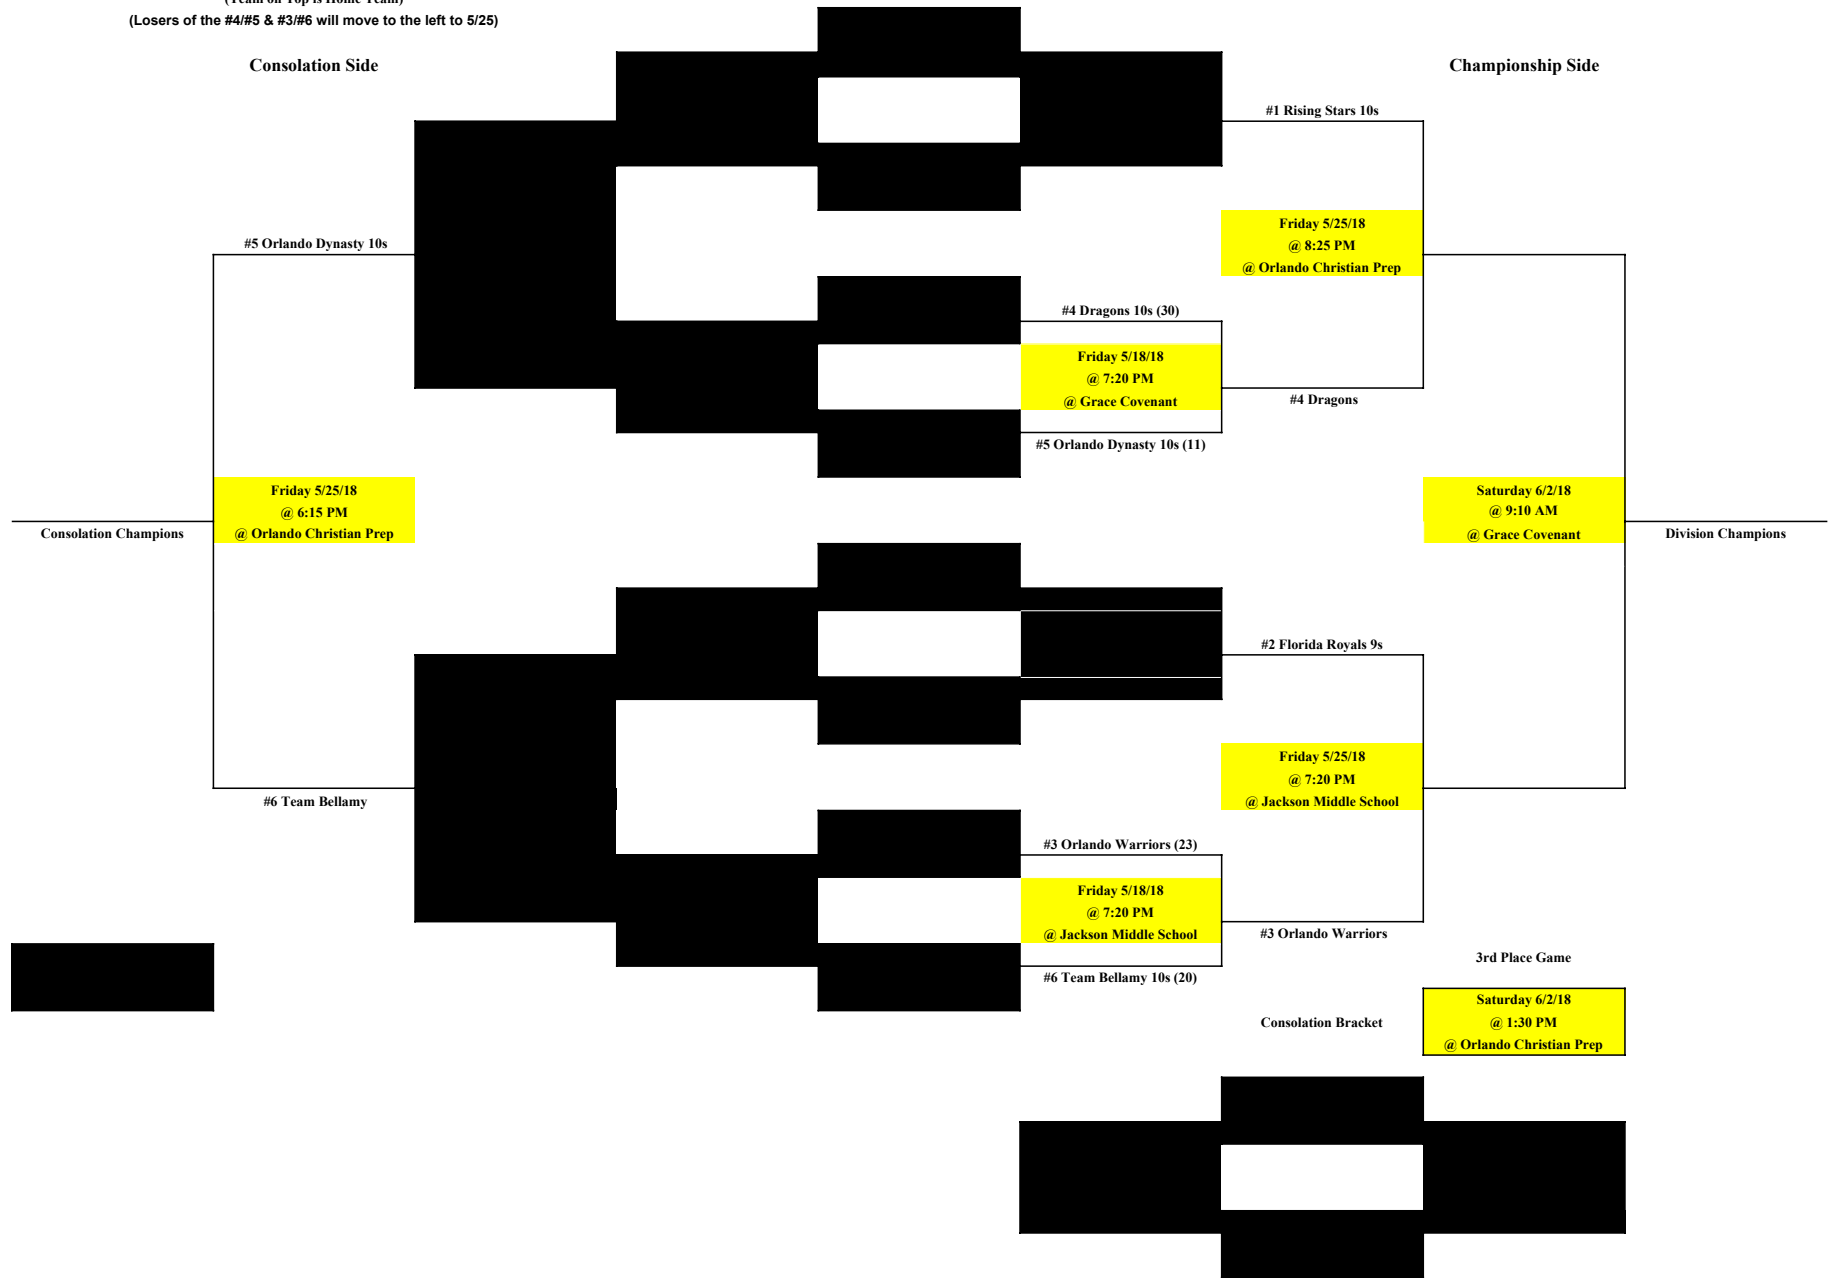 (Team on Top is Home Team)
(Losers of the #4/#5 & #3/#6 will move to the left to 5/25)
Consolation Side
Championship Side
#1 Rising Stars 10s
Friday 5/25/18
@ 8:25 PM
@ Orlando Christian Prep
#5 Orlando Dynasty 10s
#4 Dragons 10s (30)
Friday 5/18/18
@ 7:20 PM
@ Grace Covenant
#4 Dragons
#5 Orlando Dynasty 10s (11)
Friday 5/25/18
@ 6:15 PM
@ Orlando Christian Prep
Consolation Champions
Saturday 6/2/18
@ 9:10 AM
@ Grace Covenant
Division Champions
#2 Florida Royals 9s
Friday 5/25/18
@ 7:20 PM
@ Jackson Middle School
#6 Team Bellamy
#3 Orlando Warriors (23)
Friday 5/18/18
@ 7:20 PM
@ Jackson Middle School
#3 Orlando Warriors
#6 Team Bellamy 10s (20)
3rd Place Game
Consolation Bracket
Saturday 6/2/18
@ 1:30 PM
@ Orlando Christian Prep